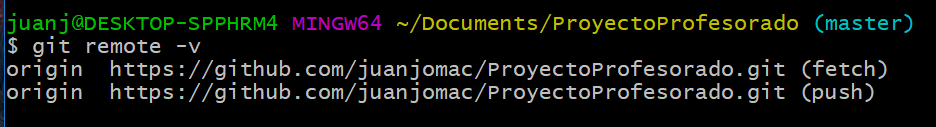 juanj@DESKTOP-SPPHRM4 MINGW64 ~/Documents/ProyectoProfesorado (master)
$ git remote -v
origin  https://github.com/juanjomac/ProyectoProfesorado.git (fetch)
origin  https://github.com/juanjomac/ProyectoProfesorado.git (push)